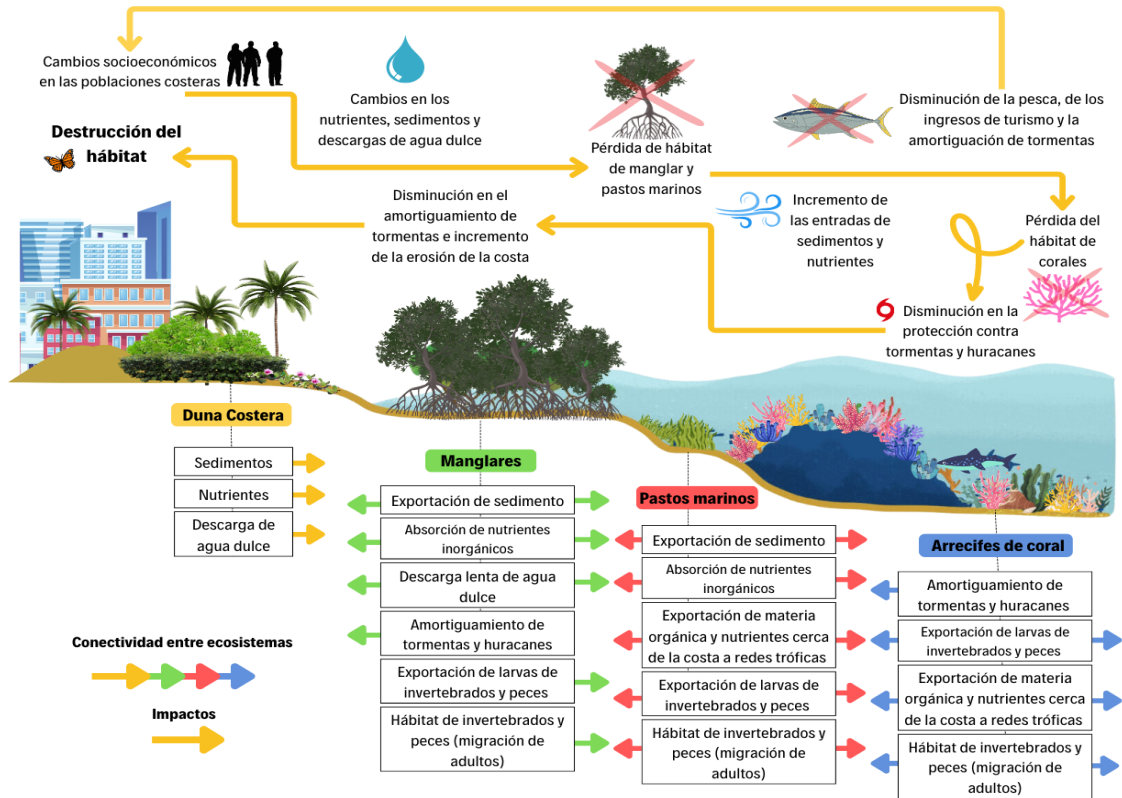 Cambios socioeconómicos
en las poblaciones costeras
Cambios en los
nutrientes, sedimentos y
descargas de agua dulce
Pérdida de hábitat
de manglar y
pastos marinos
Disminución de la pesca, de los
ingresos de turismo y la
amortiguación de tormentas
Destrucción del
hábitat
Disminución en el
amortiguamiento de
tormentas e incremento
de la erosión de la costa
Incremento de
las entradas de
sedimentos y
nutrientes
Pérdida del
hábitat de
corales
Disminución en la
protección contra
tormentas y huracanes
Duna Costera
Sedimentos
Nutrientes
Descarga de
agua dulce
Manglares
Exportación de sedimento
Absorción de nutrientes
inorgánicos
Descarga lenta de agua
dulce
Amortiguamiento de
tormentas y huracanes
Exportación de larvas de
invertebrados y peces
Hábitat de invertebrados y
peces (migración de
adultos)
Pastos marinos
Exportación de sedimento
Absorción de nutrientes
inorgánicos
Exportación de materia
orgánica y nutrientes cerca
de la costa a redes tróficas
Exportación de larvas de
invertebrados y peces
Hábitat de invertebrados y
peces (migración de
adultos)
Arrecifes de coral
Amortiguamiento de
tormentas y huracanes
Exportación de larvas de
invertebrados y peces
Exportación de materia
orgánica y nutrientes cerca
de la costa a redes tróficas
Hábitat de invertebrados y
peces (migración de
adultos)
Conectividad entre ecosistemas
Impactos